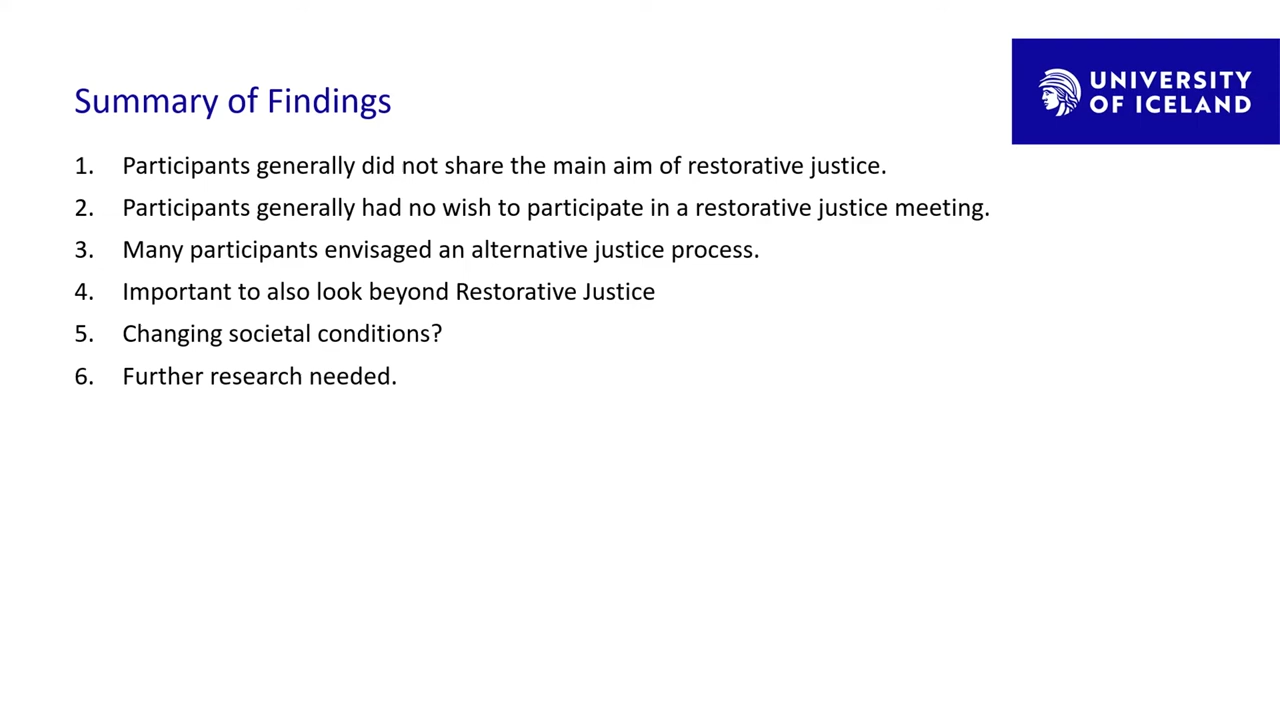 Summary of Findings
UNIVERSITY
OF ICELAND
1. Participants generally did not share the main aim of restorative justice.
2. Participants generally had no wish to participate in a restorative justice meeting.
3. Many participants envisaged an alternative justice process.
4. Important to also look beyond Restorative Justice
5. Changing societal conditions?
6. Further research needed.